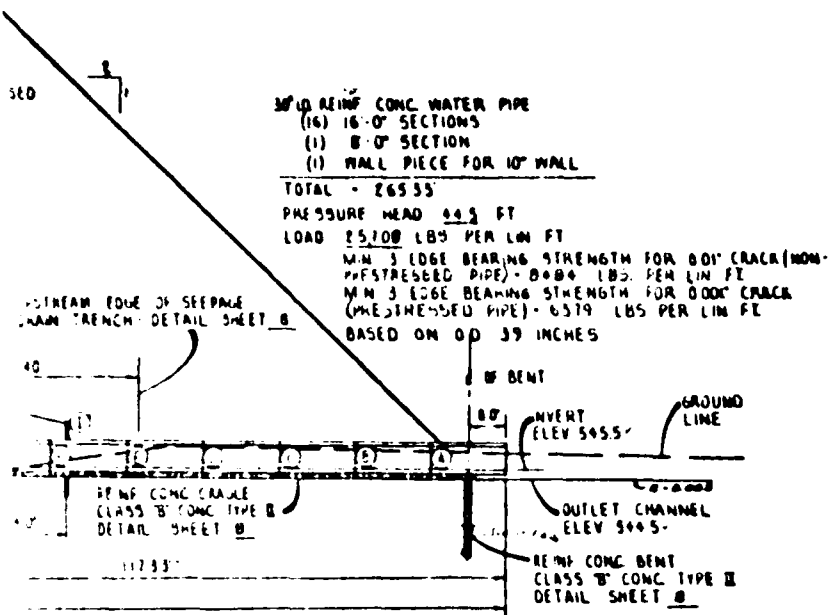 SED
30" I.D. REINF CONC. WATER PIPE
(16) 16'-0" SECTIONS
(1) 8'-0" SECTION
(1) WALL PIECE FOR 10" WALL
TOTAL = 265.55'
PRESSURE HEAD 44.5 FT
LOAD 25,708 LBS PER LIN FT
MIN 3 EDGE BEARING STRENGTH FOR 0.01" CRACK (NON-
PRESTRESSED PIPE) - 8484 LBS. PER LIN FT
MIN 3 EDGE BEARING STRENGTH FOR 0.001" CRACK
(PRESTRESSED PIPE) - 6379 LBS PER LIN FT
BASED ON O.D. 39 INCHES
STREAM EDGE OF SEEPAGE
TRENCH - DETAIL SHEET 8
40
OF BENT
8.0'
INVERT
ELEV 545.5
GROUND
LINE
C
B
A
REINF CONC CRADLE
CLASS "B" CONC TYPE II
DETAIL SHEET 8
OUTLET CHANNEL
ELEV 544.5
REINF CONC BENT
CLASS "B" CONC TYPE II
DETAIL SHEET 8